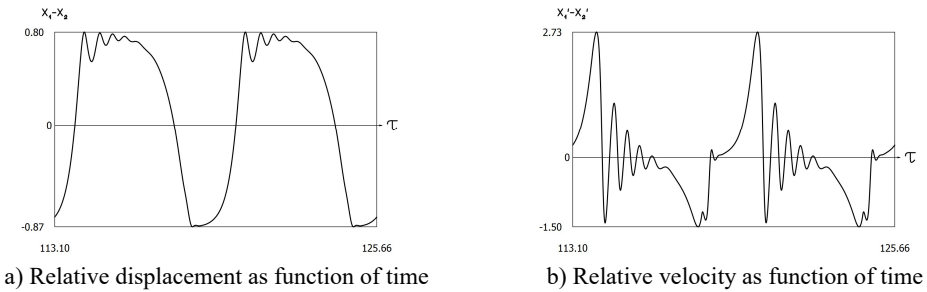 X₁-X₂
0.80
0
τ
-0.87
113.10
125.66
a) Relative displacement as function of time
X₁'-X₂'
2.73
0
τ
-1.50
113.10
125.66
b) Relative velocity as function of time